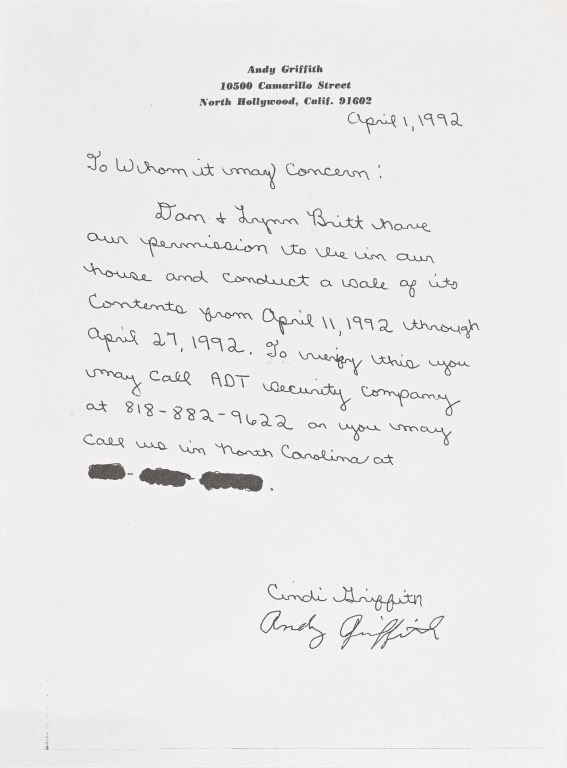 Andy Griffith
10500 Camarillo Street
North Hollywood, Calif. 91602
April 1, 1992
To Whom it may Concern:
Dan & Lynn Britt have
our permission to be in our
house and conduct a sale of its
Contents from April 11, 1992 through
April 27, 1992. To verify this you
may call ADT security company
at 818-882-9622 or you may
Call us in North Carolina at
- - .
Cindi Griffith
Andy Griffith